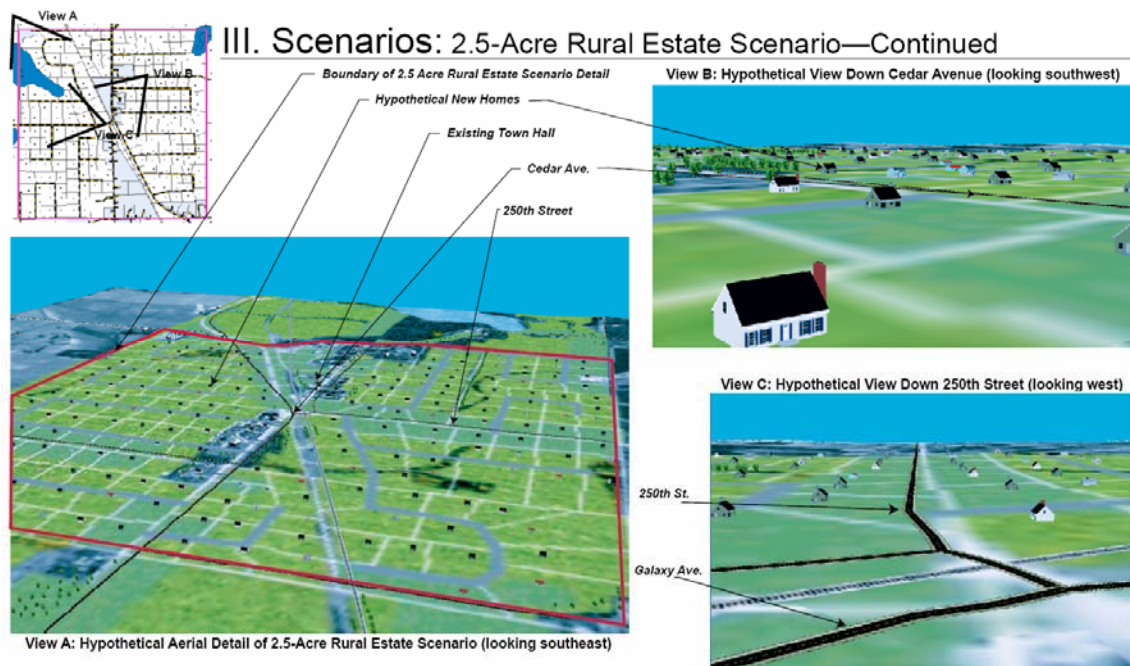 View A
View B
View C
III. Scenarios: 2.5-Acre Rural Estate Scenario—Continued
Boundary of 2.5 Acre Rural Estate Scenario Detail
Hypothetical New Homes
Existing Town Hall
Cedar Ave.
250th Street
View B: Hypothetical View Down Cedar Avenue (looking southwest)
View C: Hypothetical View Down 250th Street (looking west)
250th St.
Galaxy Ave.
View A: Hypothetical Aerial Detail of 2.5-Acre Rural Estate Scenario (looking southeast)